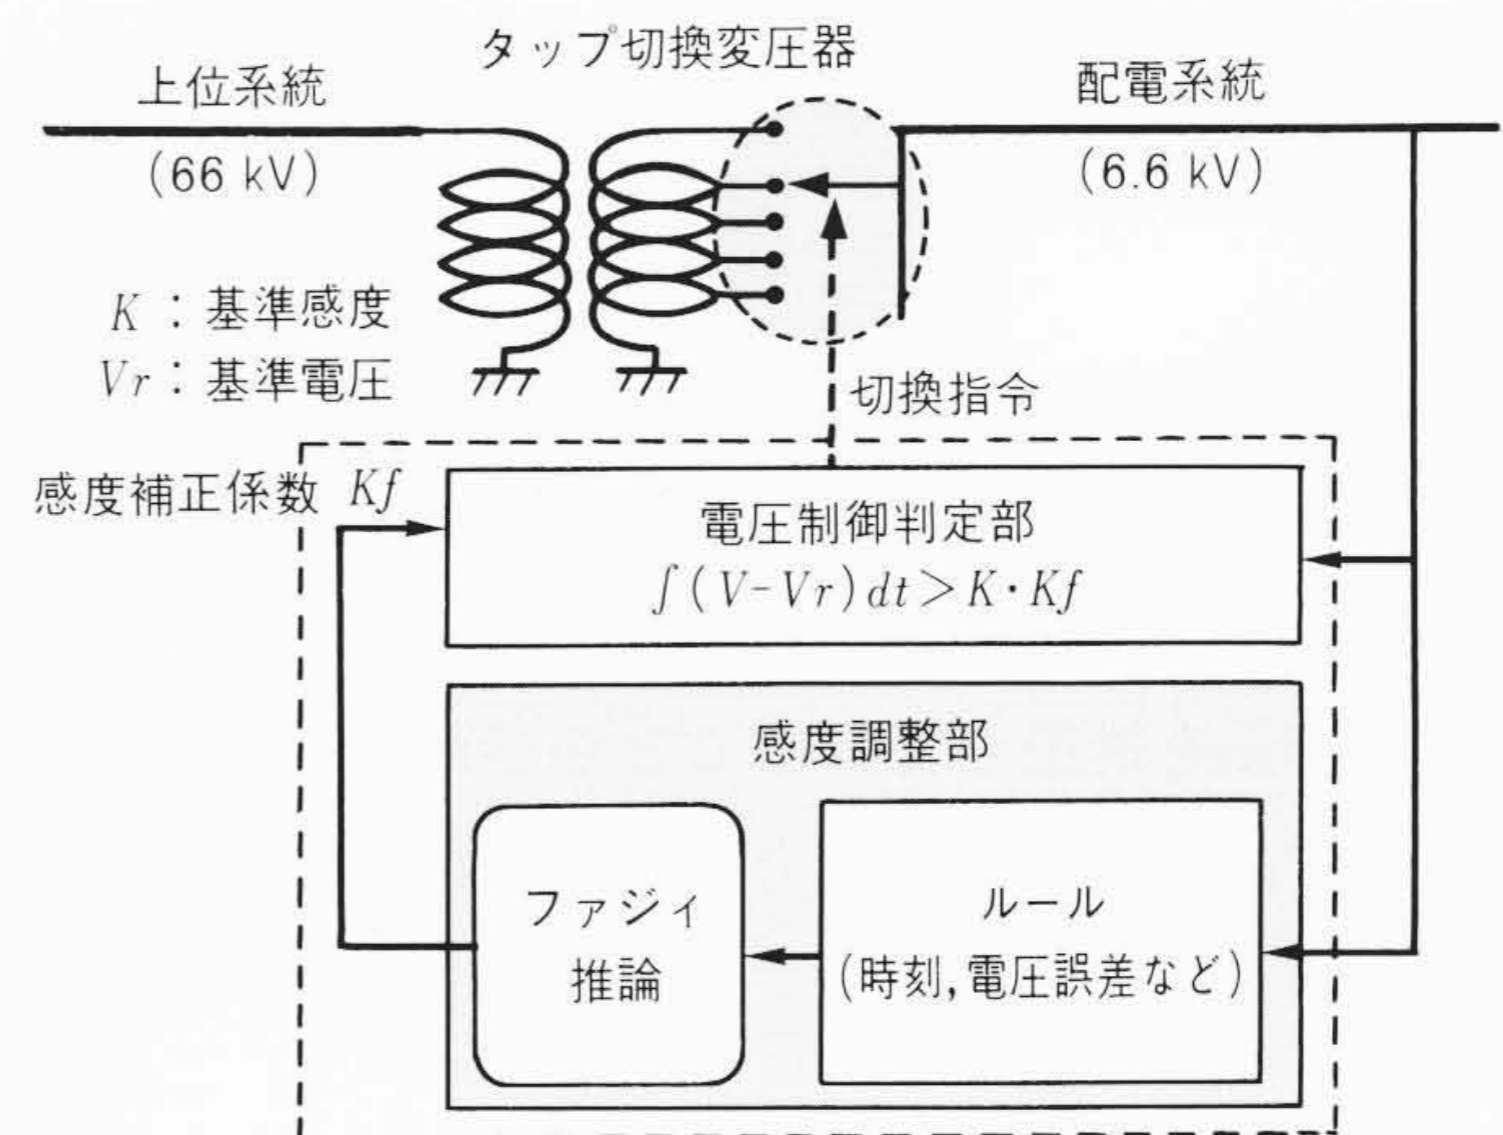 タップ切換変圧器
上位系統
(66 kV)
配電系統
(6.6 kV)
K：基準感度
Vr：基準電圧
切換指令
感度補正係数 Kf
電圧制御判定部
∫(V-Vr)dt>K·Kf
感度調整部
ファジィ
推論
ルール
(時刻,電圧誤差など)